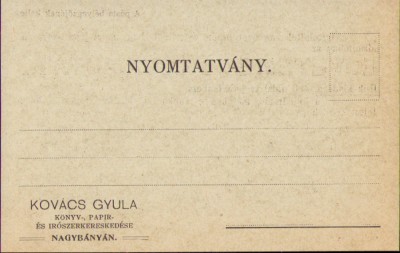 NYOMTATVÁNY.
KOVÁCS GYULA
KÖNYV-, PAPIR-
ÉS IRÓSZERKERESKEDÉSE
NAGYBÁNYÁN.